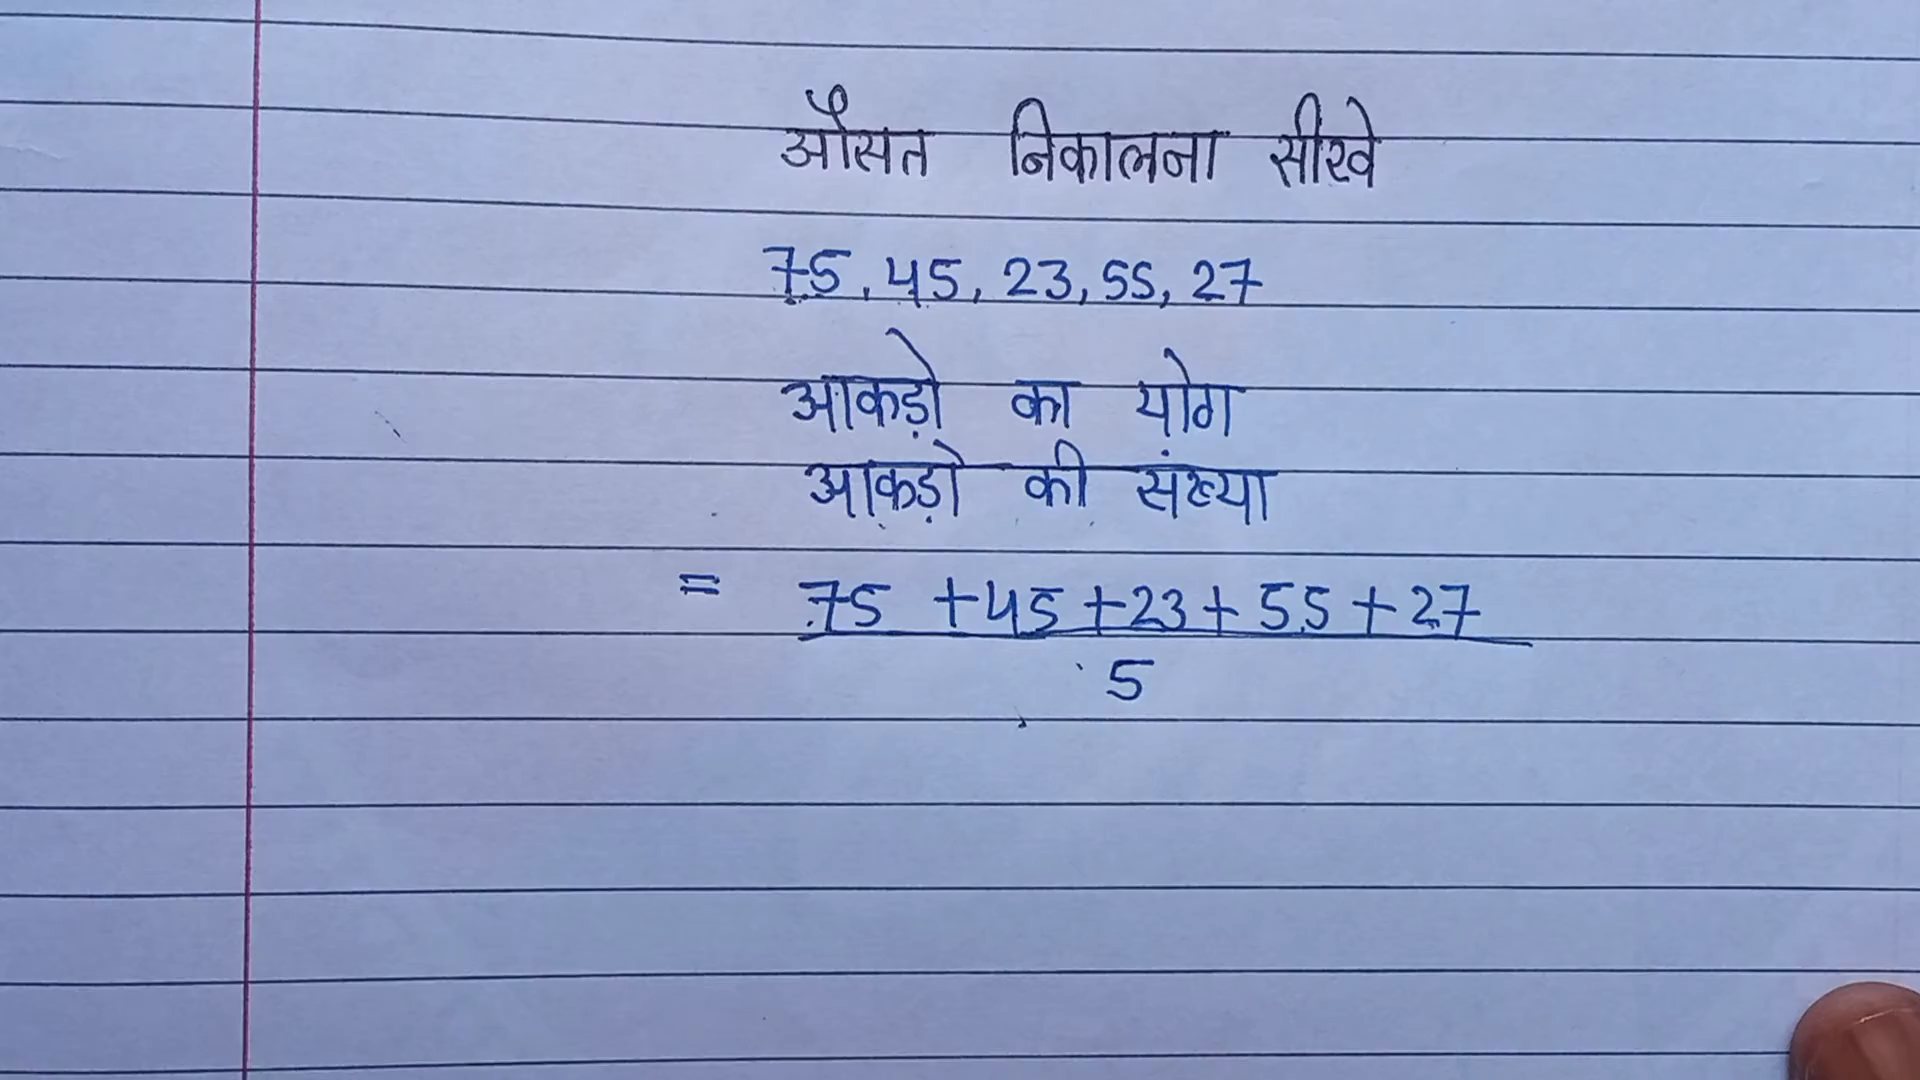 औसत निकालना सीखे
75, 45, 23, 55, 27
आकड़ो का योग
आकड़ो की संख्या
= 75 + 45 + 23 + 55 + 27
5